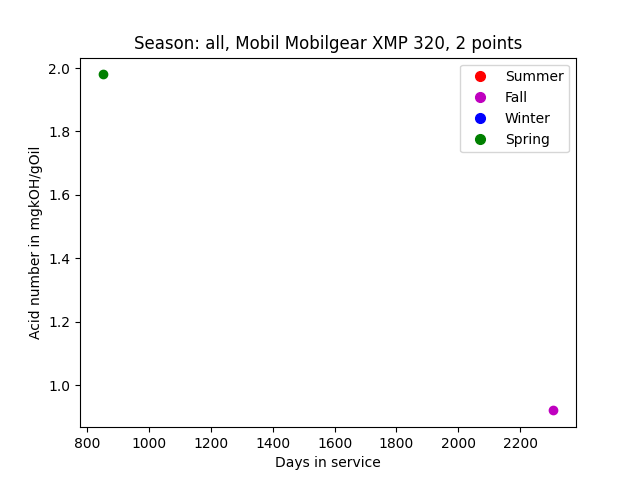 Season: all, Mobil Mobilgear XMP 320, 2 points
Summer
Fall
Winter
Spring
Acid number in mgkOH/gOil
2.0
1.8
1.6
1.4
1.2
1.0
800 1000 1200 1400 1600 1800 2000 2200
Days in service